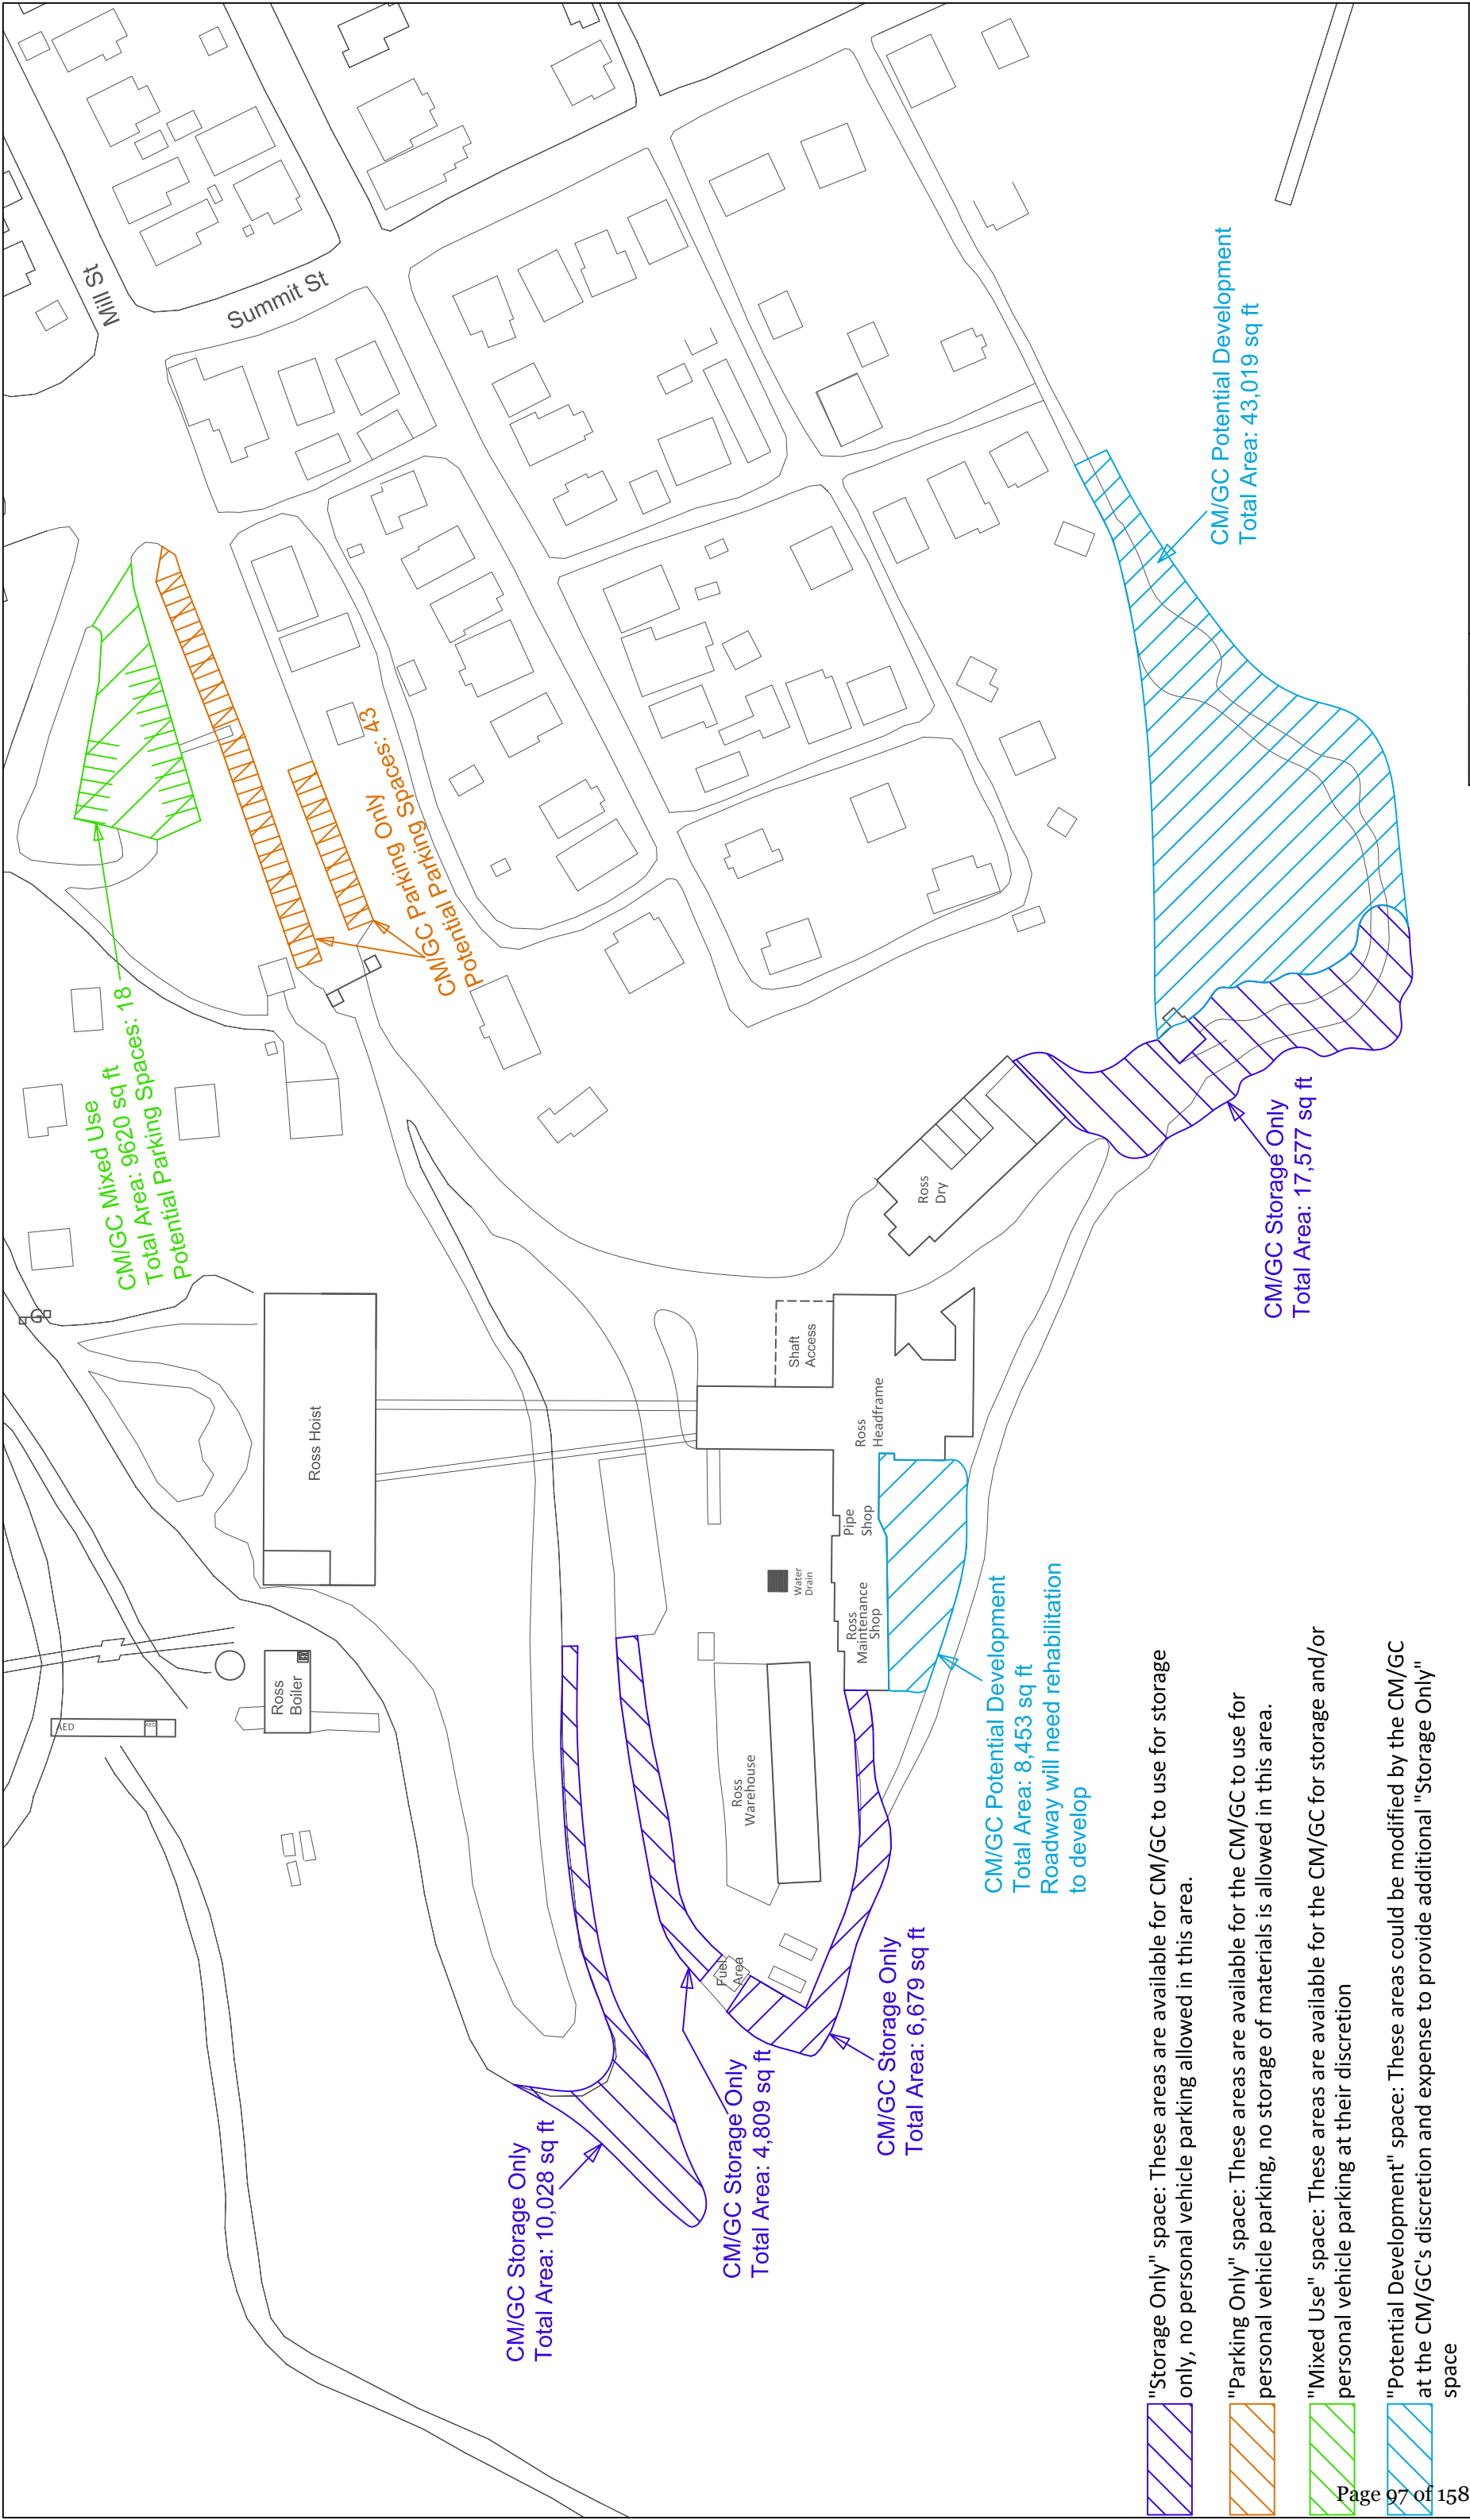 Mill St
Summit St
CM/GC Mixed Use
Total Area: 9620 sq ft
Potential Parking Spaces: 18
CM/GC Parking Only
Potential Parking Spaces: 43
CM/GC Potential Development
Total Area: 43,019 sq ft
CM/GC Storage Only
Total Area: 17,577 sq ft
Ross
Dry
G
Ross Hoist
Shaft
Access
Ross
Headframe
Pipe
Shop
Water
Drain
Ross
Maintenance
Shop
Ross
Boiler
AED
AED
Ross
Warehouse
Fuel
Area
CM/GC Potential Development
Total Area: 8,453 sq ft
Roadway will need rehabilitation
to develop
CM/GC Storage Only
Total Area: 10,028 sq ft
CM/GC Storage Only
Total Area: 4,809 sq ft
CM/GC Storage Only
Total Area: 6,679 sq ft
"Storage Only" space: These areas are available for CM/GC to use for storage
only, no personal vehicle parking allowed in this area.
"Parking Only" space: These areas are available for the CM/GC to use for
personal vehicle parking, no storage of materials is allowed in this area.
"Mixed Use" space: These areas are available for the CM/GC for storage and/or
personal vehicle parking at their discretion
"Potential Development" space: These areas could be modified by the CM/GC
at the CM/GC's discretion and expense to provide additional "Storage Only"
space
Page 97 of 158